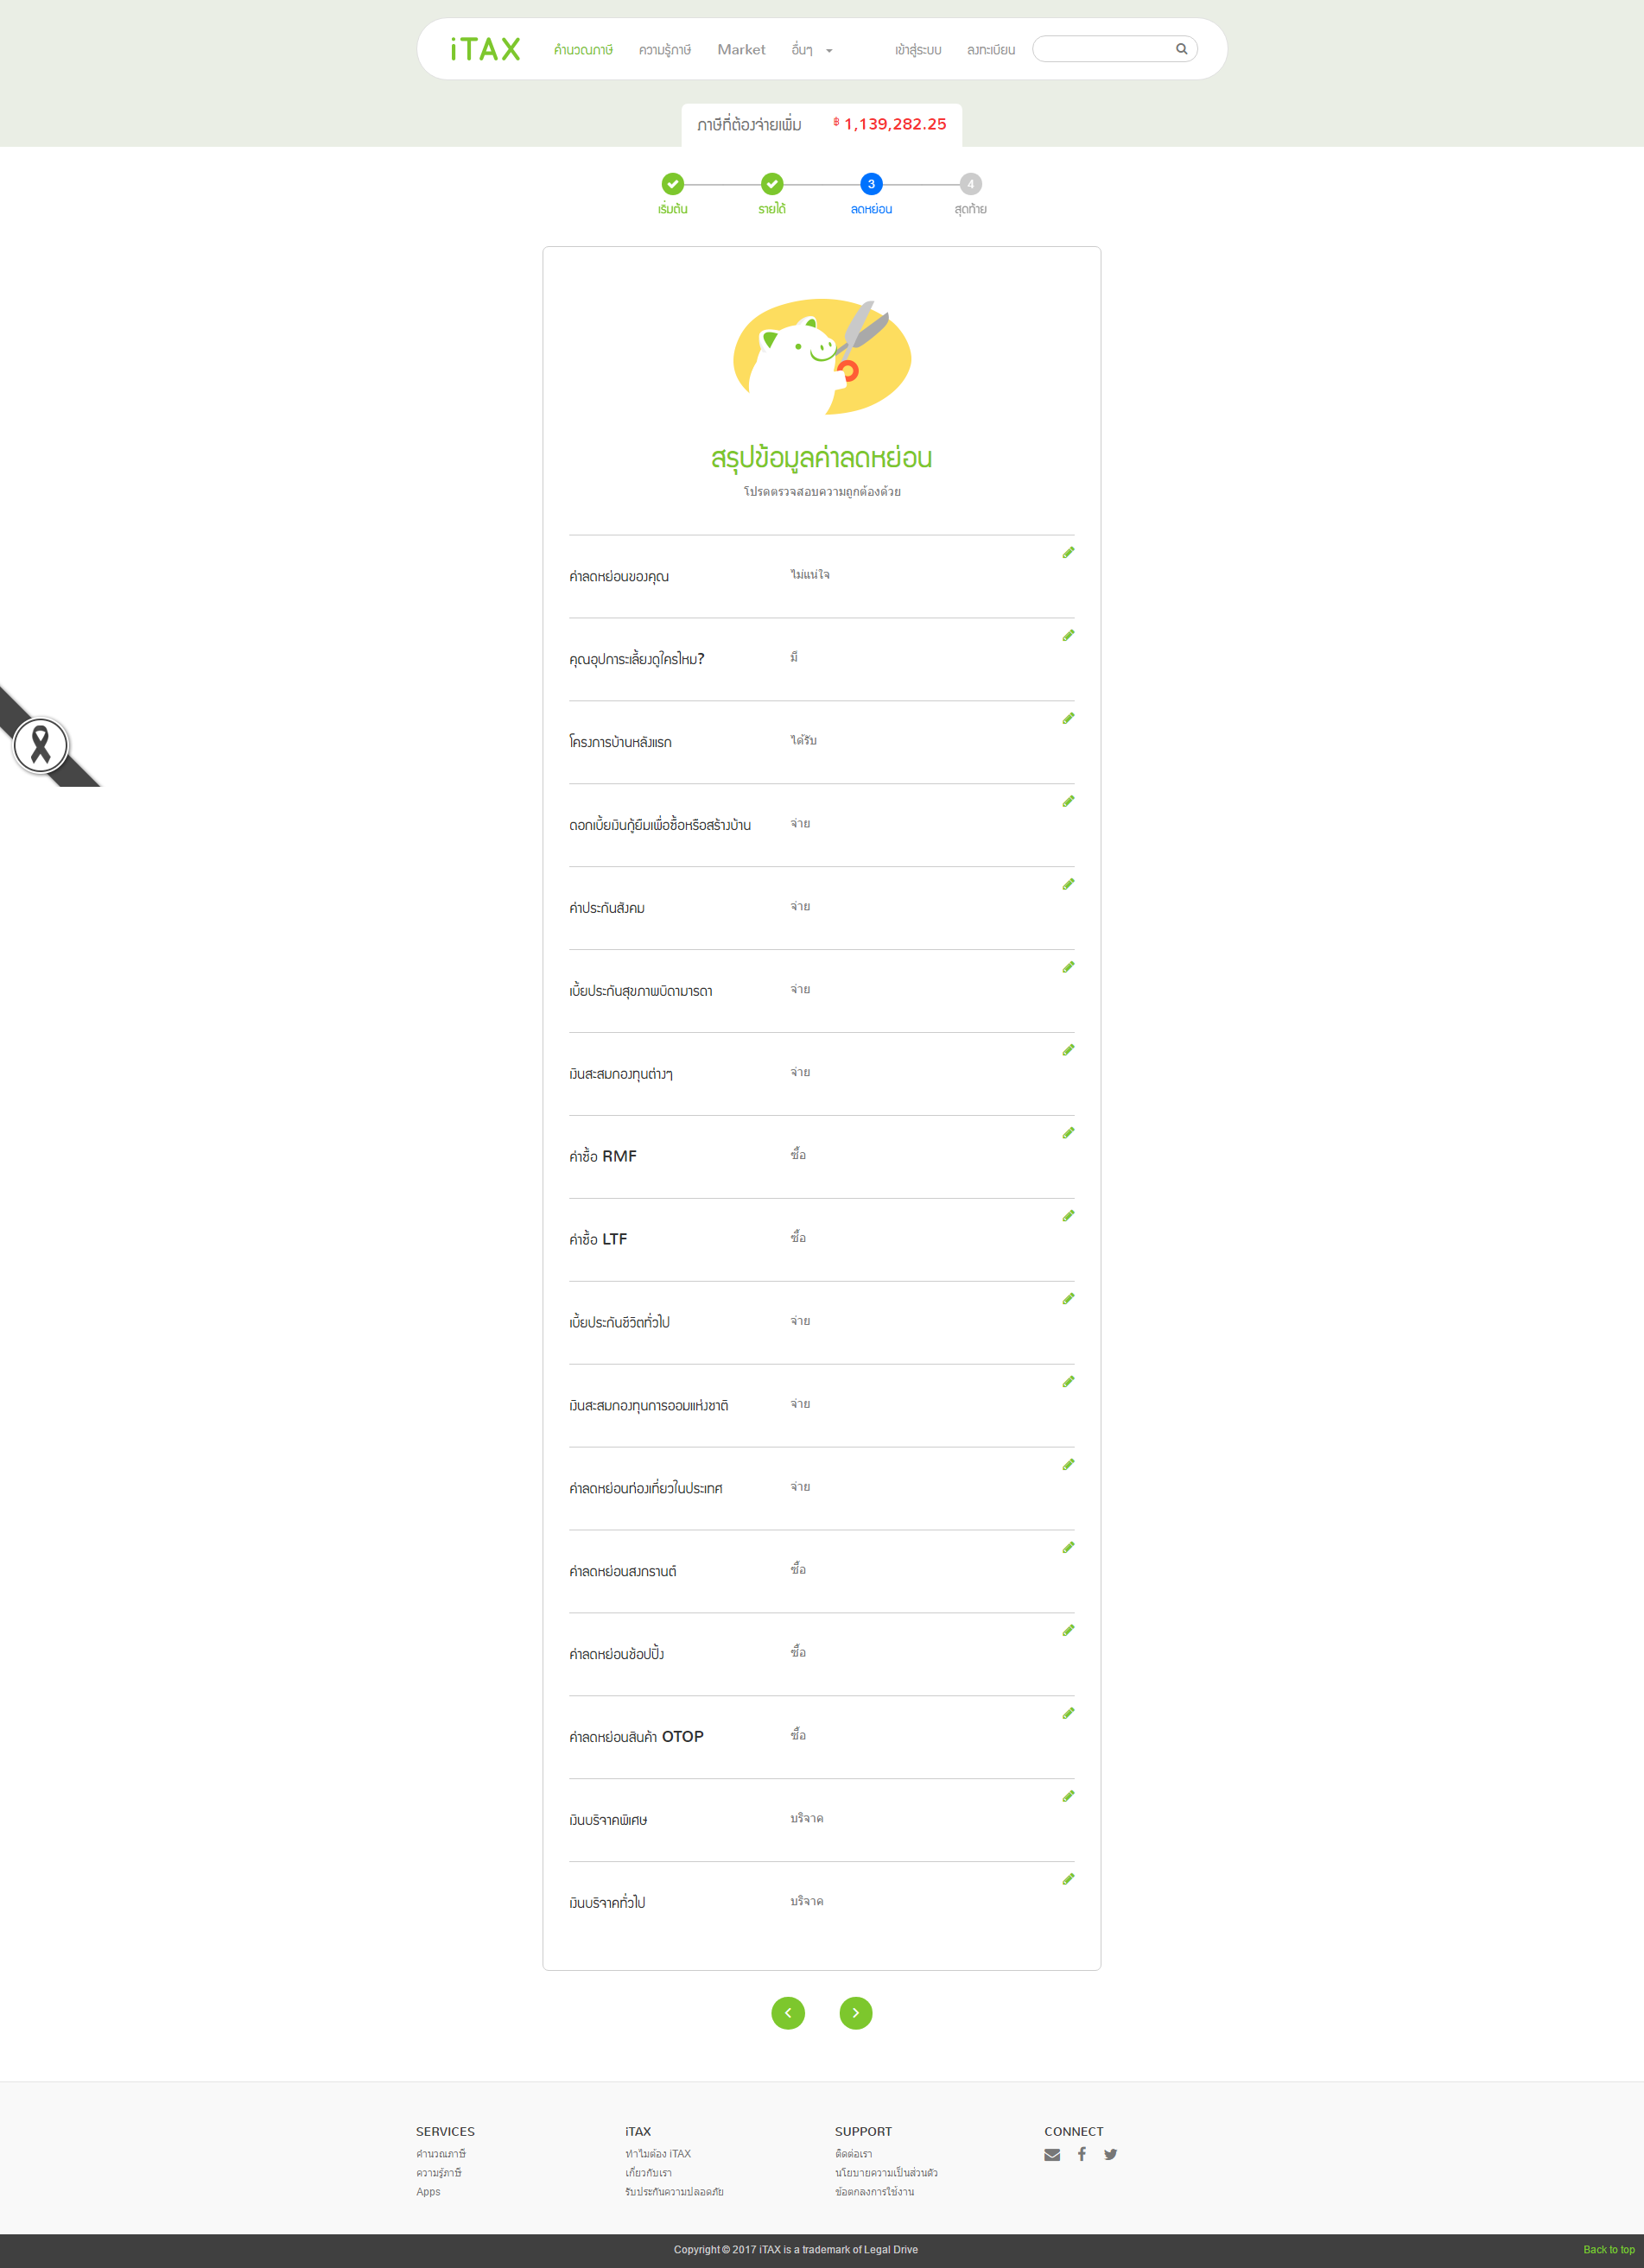 iTAX คำนวณภาษี ความรู้ภาษี Market อื่นๆ เข้าสู่ระบบ ลงทะเบียน
ภาษีที่ต้องจ่ายเพิ่ม ฿ 1,139,282.25
3 4
เริ่มต้น รายได้ ลดหย่อน สุดท้าย
สรุปข้อมูลค่าลดหย่อน
โปรดตรวจสอบความถูกต้องด้วย
ค่าลดหย่อนของคุณ ไม่แน่ใจ
คุณอุปการะเลี้ยงดูใครไหม? มี
โครงการบ้านหลังแรก ได้รับ
ดอกเบี้ยเงินกู้ยืมเพื่อซื้อหรือสร้างบ้าน จ่าย
ค่าประกันสังคม จ่าย
เบี้ยประกันสุขภาพบิดามารดา จ่าย
เงินสะสมกองทุนต่างๆ จ่าย
ค่าซื้อ RMF ซื้อ
ค่าซื้อ LTF ซื้อ
เบี้ยประกันชีวิตทั่วไป จ่าย
เงินสะสมกองทุนการออมแห่งชาติ จ่าย
ค่าลดหย่อนท่องเที่ยวในประเทศ จ่าย
ค่าลดหย่อนสงกรานต์ ซื้อ
ค่าลดหย่อนช้อปปิ้ง ซื้อ
ค่าลดหย่อนสินค้า OTOP ซื้อ
เงินบริจาคพิเศษ บริจาค
เงินบริจาคทั่วไป บริจาค
SERVICES
คำนวณภาษี
ความรู้ภาษี
Apps
iTAX
ทำไมต้อง iTAX
เกี่ยวกับเรา
รับประกันความปลอดภัย
SUPPORT
ติดต่อเรา
นโยบายความเป็นส่วนตัว
ข้อตกลงการใช้งาน
CONNECT
Copyright © 2017 iTAX is a trademark of Legal Drive
Back to top